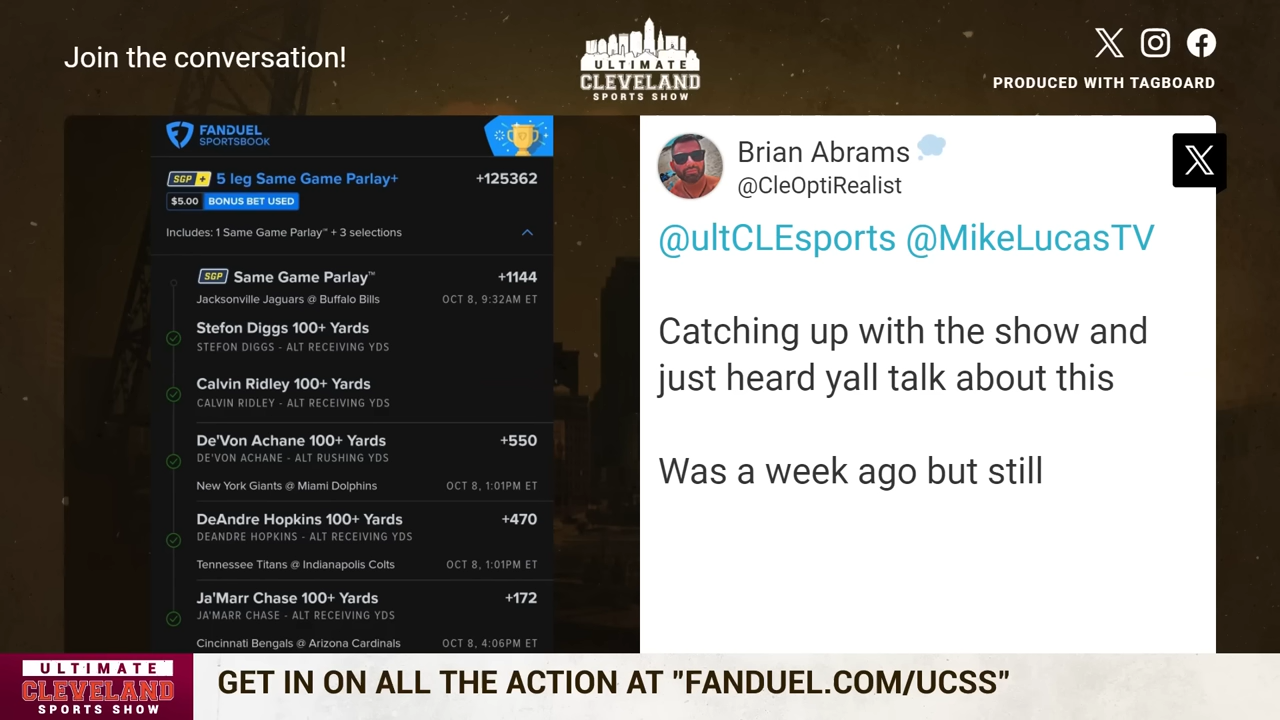 Join the conversation!
ULTIMATE
CLEVELAND
SPORTS SHOW
PRODUCED WITH TAGBOARD
FANDUEL
SPORTSBOOK
SGP + 5 leg Same Game Parlay+ +125362
$5.00 BONUS BET USED
Includes: 1 Same Game Parlay™ + 3 selections
SGP Same Game Parlay™ +1144
Jacksonville Jaguars @ Buffalo Bills OCT 8, 9:32AM ET
Stefon Diggs 100+ Yards
STEFON DIGGS - ALT RECEIVING YDS
Calvin Ridley 100+ Yards
CALVIN RIDLEY - ALT RECEIVING YDS
De'Von Achane 100+ Yards +550
DE'VON ACHANE - ALT RUSHING YDS
New York Giants @ Miami Dolphins OCT 8, 1:01PM ET
DeAndre Hopkins 100+ Yards +470
DEANDRE HOPKINS - ALT RECEIVING YDS
Tennessee Titans @ Indianapolis Colts OCT 8, 1:01PM ET
Ja'Marr Chase 100+ Yards +172
JA'MARR CHASE - ALT RECEIVING YDS
Cincinnati Bengals @ Arizona Cardinals OCT 8, 4:06PM ET
Brian Abrams
@CleOptiRealist
@ultCLEsports @MikeLucasTV
Catching up with the show and
just heard yall talk about this
Was a week ago but still
ULTIMATE
CLEVELAND
SPORTS SHOW
GET IN ON ALL THE ACTION AT "FANDUEL.COM/UCSS"